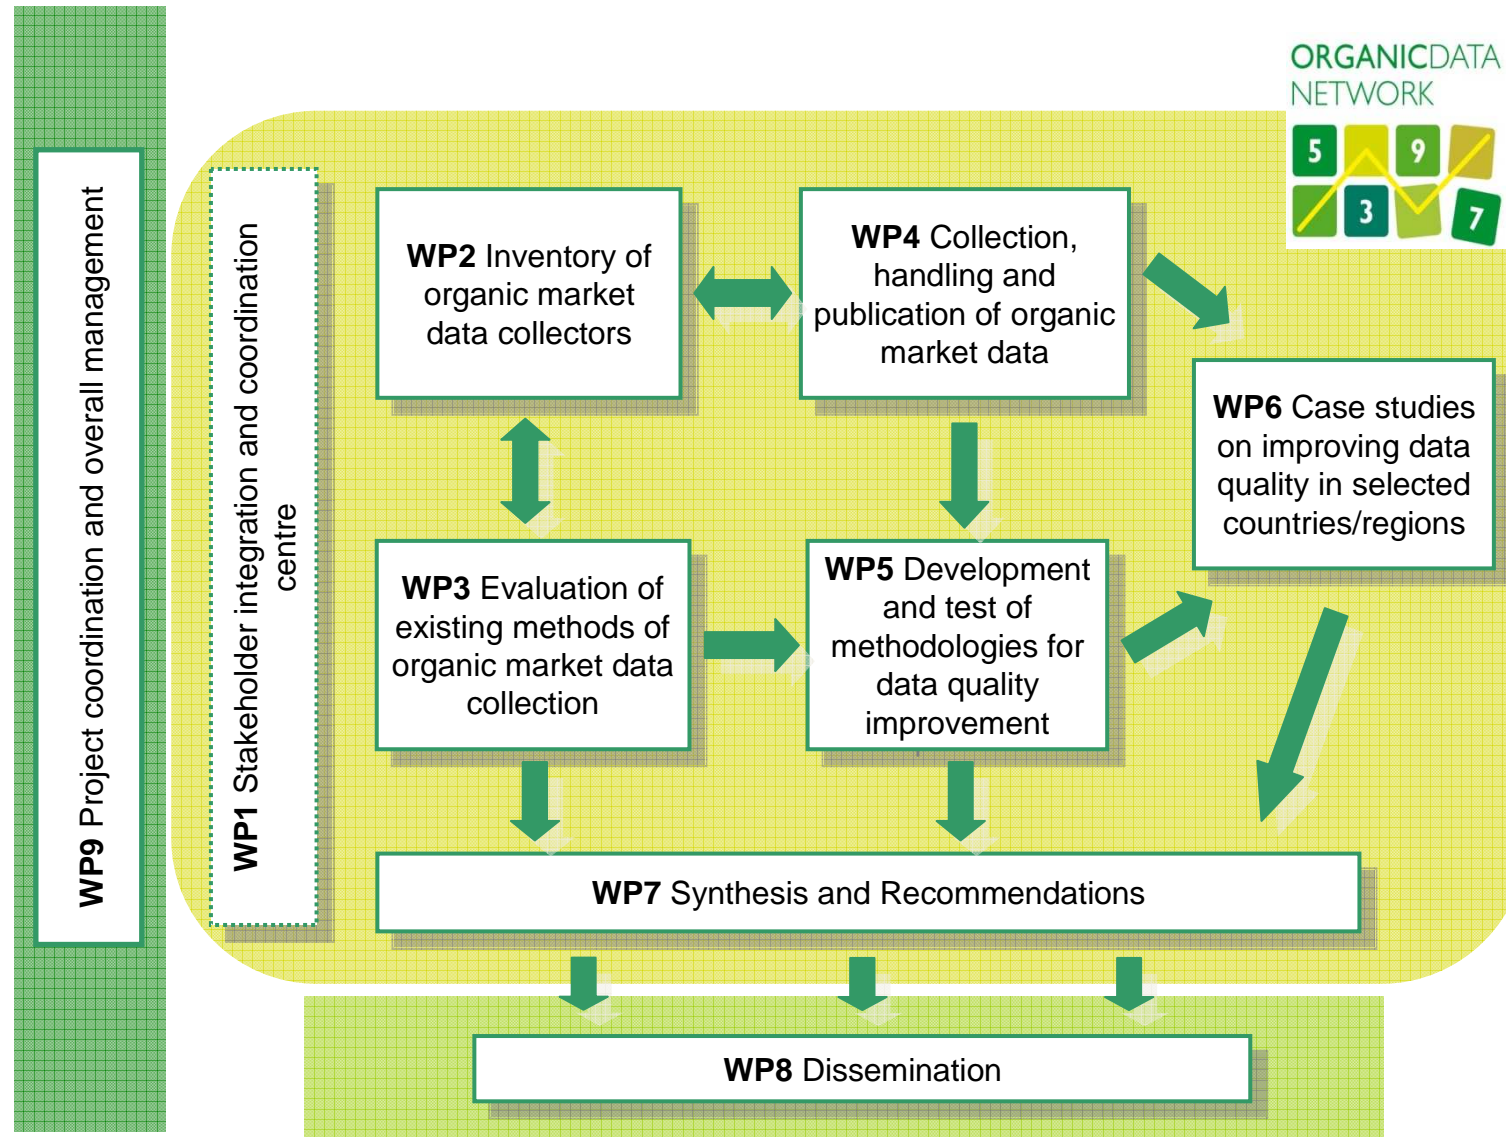 ORGANICDATA
NETWORK
5
9
3
7
WP9 Project coordination and overall management
WP1 Stakeholder integration and coordination
centre
WP2 Inventory of
organic market
data collectors
WP4 Collection,
handling and
publication of organic
market data
WP6 Case studies
on improving data
quality in selected
countries/regions
WP3 Evaluation of
existing methods of
organic market data
collection
WP5 Development
and test of
methodologies for
data quality
improvement
WP7 Synthesis and Recommendations
WP8 Dissemination